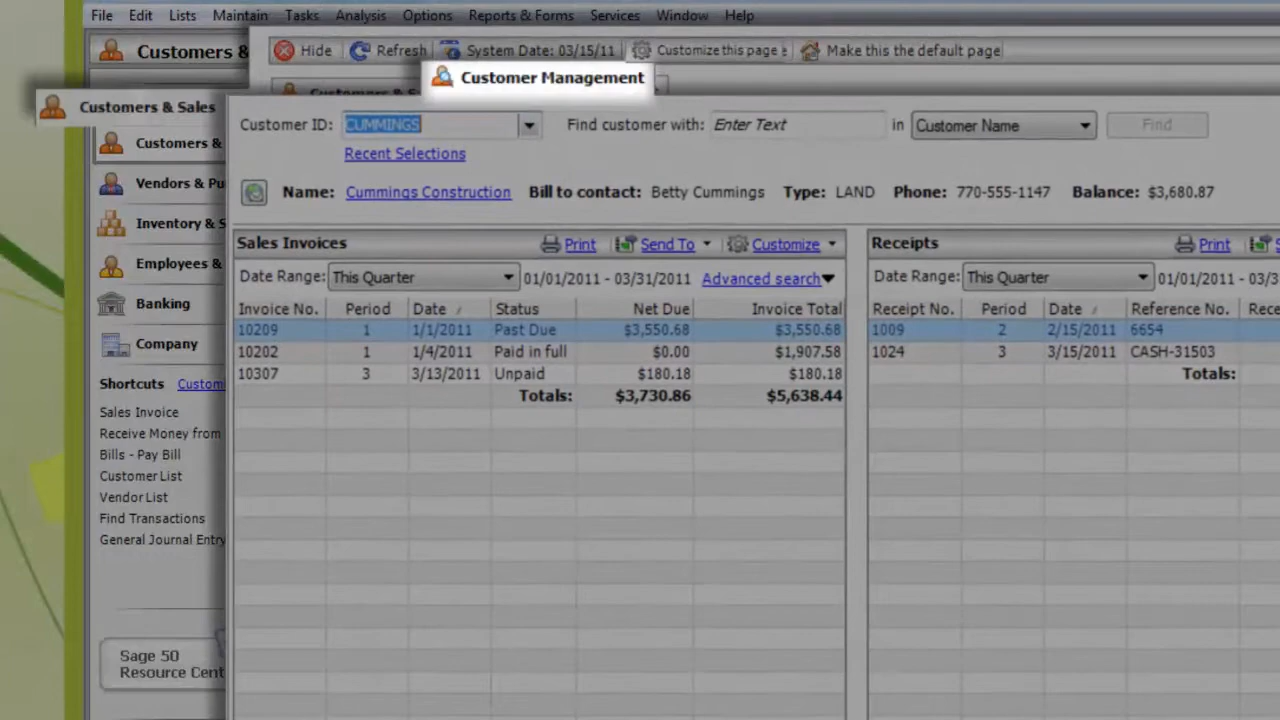 File Edit Lists Maintain Tasks Analysis Options Reports & Forms Services Window Help
Customers &
Hide Refresh System Date: 03/15/11 Customize this page Make this the default page
Customers & S
Customer Management
Customers & Sales
Customer ID: CUMMINGS Find customer with: Enter Text in Customer Name Find
Recent Selections
Name: Cummings Construction Bill to contact: Betty Cummings Type: LAND Phone: 770-555-1147 Balance: $3,680.87
Customers &
Vendors & Pu
Inventory & S
Employees &
Banking
Company
Shortcuts Customi
Sales Invoice
Receive Money from
Bills - Pay Bill
Customer List
Vendor List
Find Transactions
General Journal Entry
Sage 50
Resource Cent
Sales Invoices Print Send To Customize
Date Range: This Quarter 01/01/2011 - 03/31/2011 Advanced search
Invoice No. Period Date Status Net Due Invoice Total
10209 1 1/1/2011 Past Due $3,550.68 $3,550.68
10202 1 1/4/2011 Paid in full $0.00 $1,907.58
10307 3 3/13/2011 Unpaid $180.18 $180.18
Totals: $3,730.86 $5,638.44
Receipts Print S
Date Range: This Quarter 01/01/2011 - 03/3
Receipt No. Period Date Reference No. Rece
1009 2 2/15/2011 6654
1024 3 3/15/2011 CASH-31503
Totals: